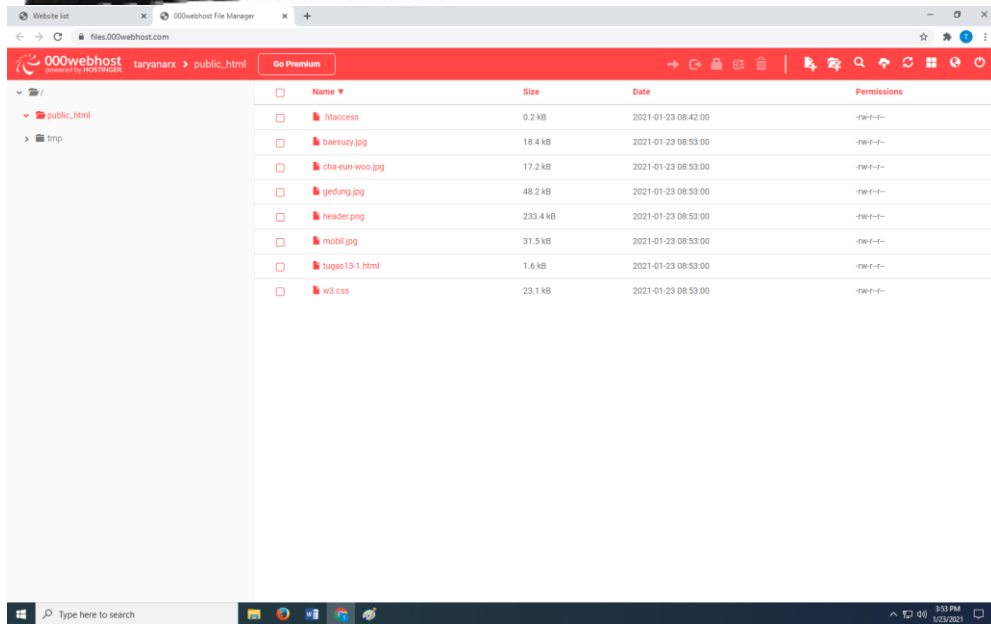 Website list
000webhost File Manager
files.000webhost.com
T
000webhost
powered by HOSTINGER
taryanarx > public_html
Go Premium
/
public_html
tmp
Name ▼ Size Date Permissions
.htaccess 0.2 kB 2021-01-23 08:42:00 -rw-r--r--
baesuzy.jpg 18.4 kB 2021-01-23 08:53:00 -rw-r--r--
cha-eun-woo.jpg 17.2 kB 2021-01-23 08:53:00 -rw-r--r--
gedung.jpg 48.2 kB 2021-01-23 08:53:00 -rw-r--r--
header.png 233.4 kB 2021-01-23 08:53:00 -rw-r--r--
mobil.jpg 31.5 kB 2021-01-23 08:53:00 -rw-r--r--
tugas13-1.html 1.6 kB 2021-01-23 08:53:00 -rw-r--r--
w3.css 23.1 kB 2021-01-23 08:53:00 -rw-r--r--
Type here to search
3:53 PM
1/23/2021